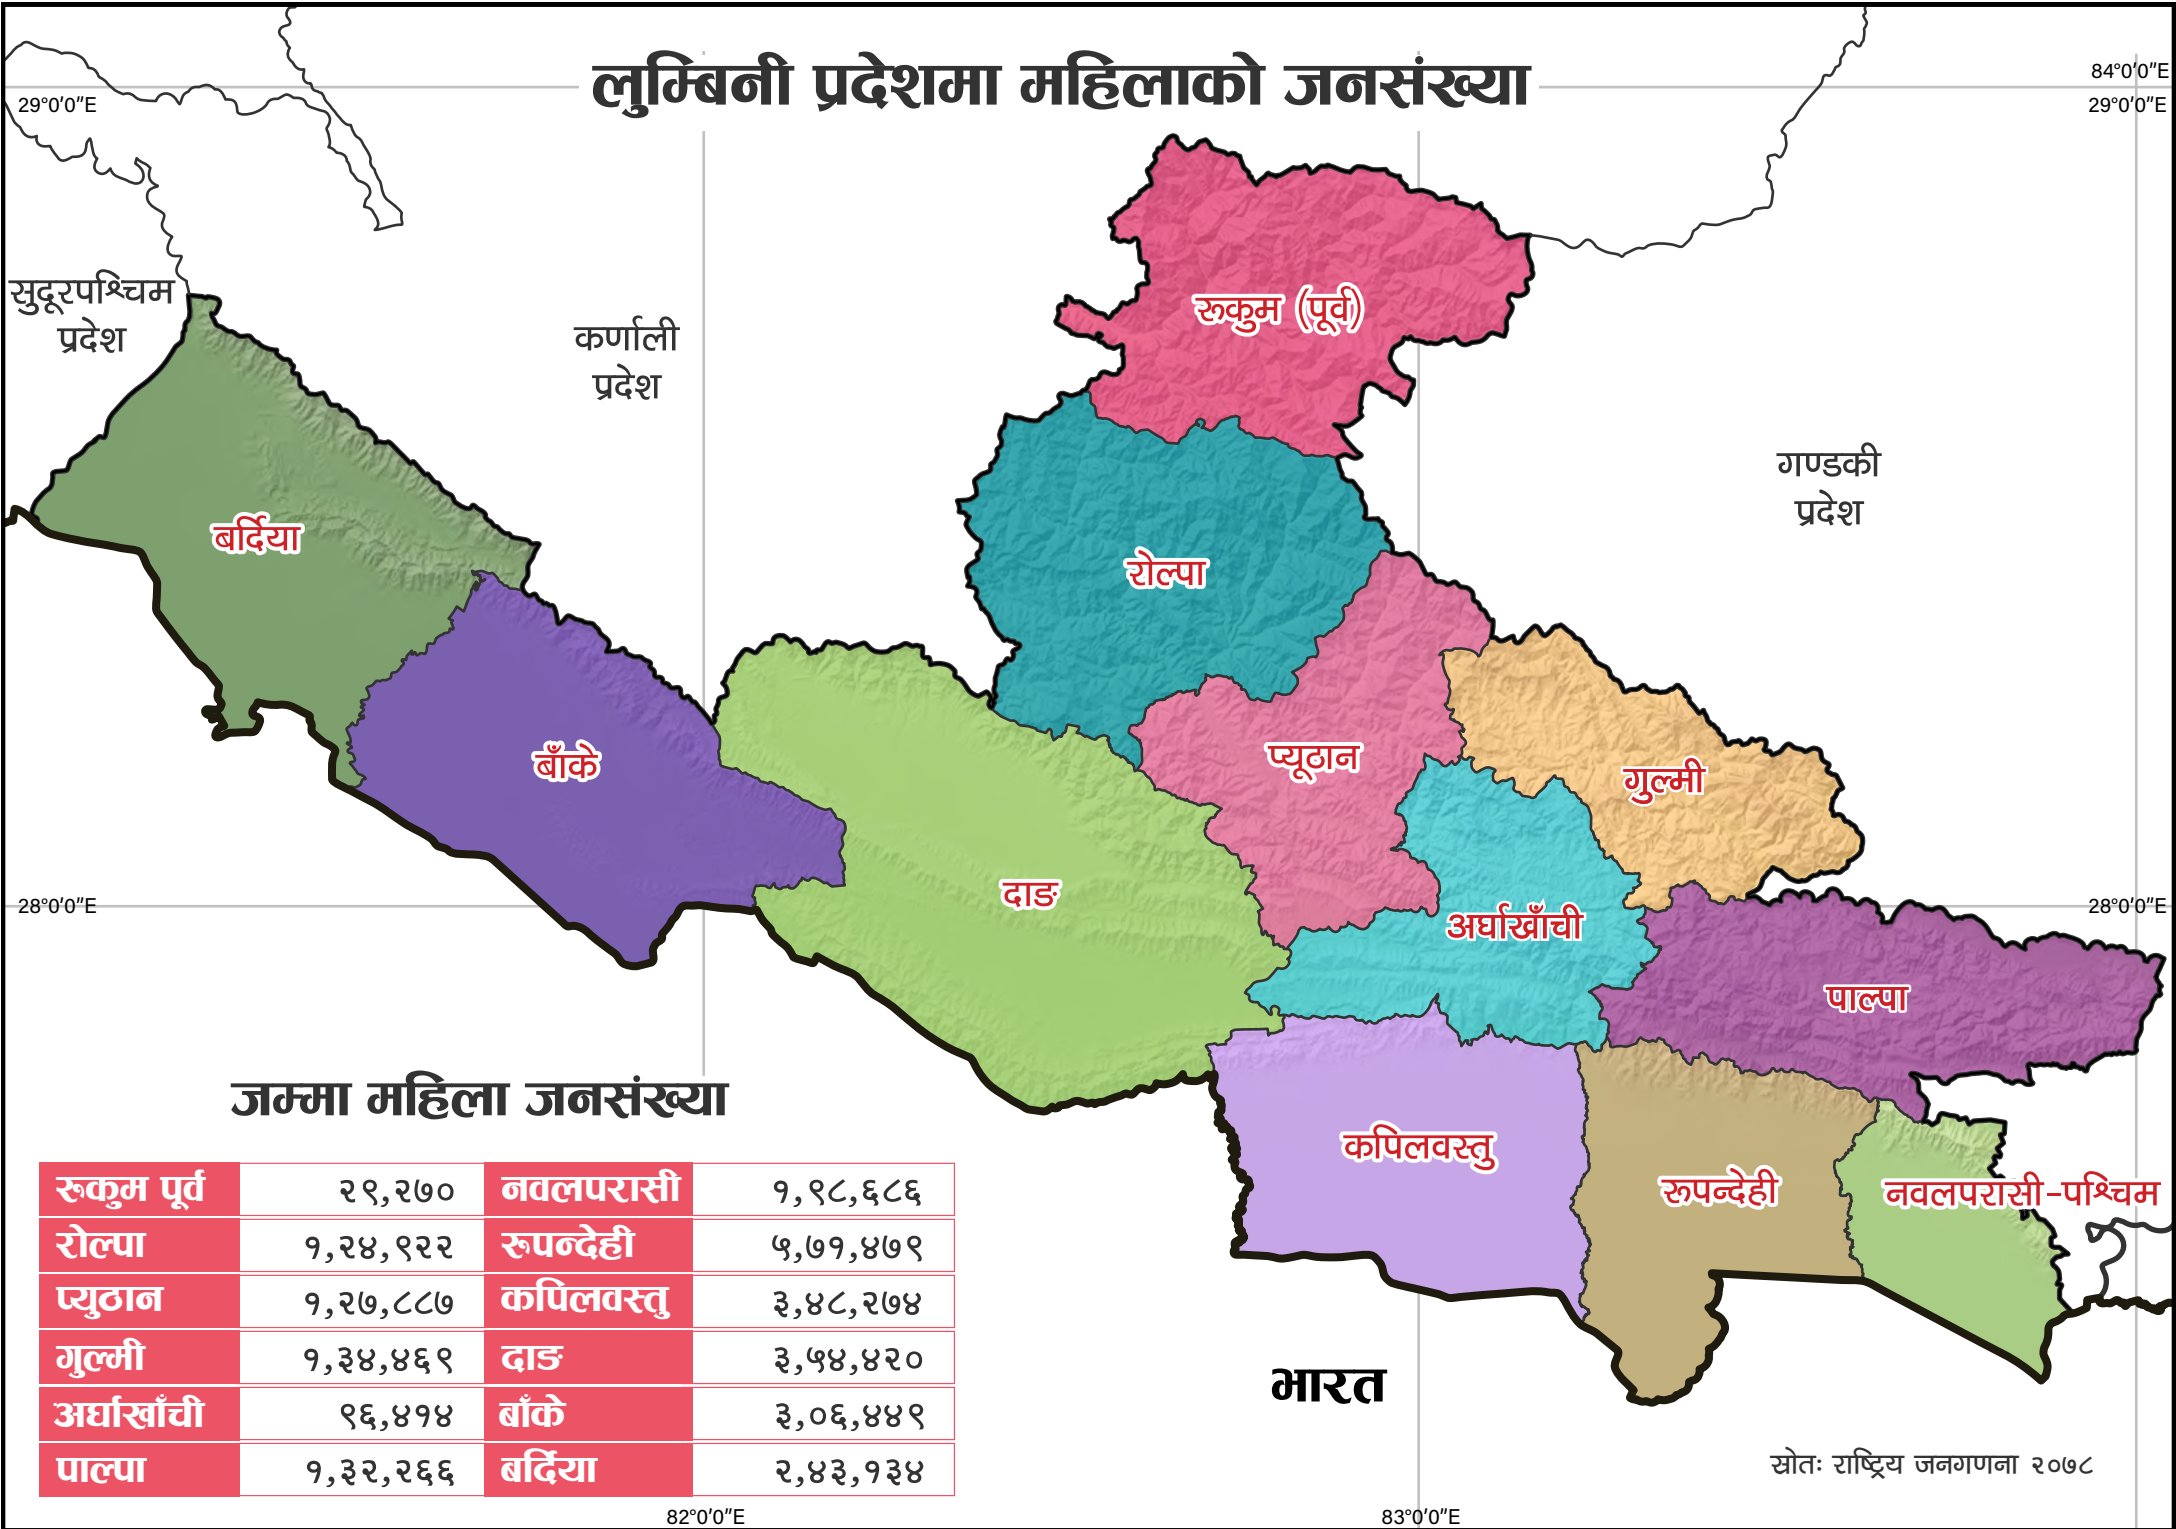 लुम्बिनी प्रदेशमा महिलाको जनसंख्या
84°0'0"E
29°0'0"E
29°0'0"E
सुदूरपश्चिम
प्रदेश
कर्णाली
प्रदेश
रुकुम (पूर्व)
गण्डकी
प्रदेश
बर्दिया
रोल्पा
बाँके
प्यूठान
गुल्मी
दाङ
28°0'0"E
28°0'0"E
अर्घाखाँची
पाल्पा
कपिलवस्तु
रुपन्देही
नवलपरासी-पश्चिम
जम्मा महिला जनसंख्या
रुकुम पूर्व २९,२७० नवलपरासी १,९८,६८६
रोल्पा १,२४,९२२ रुपन्देही ५,७१,४७९
प्युठान १,२७,८८७ कपिलवस्तु ३,४८,२७४
गुल्मी १,३४,४६९ दाङ ३,५४,४२०
अर्घाखाँची ९६,४१४ बाँके ३,०६,४४९
पाल्पा १,३२,२६६ बर्दिया २,४३,१३४
भारत
स्रोतः राष्ट्रिय जनगणना २०७८
82°0'0"E
83°0'0"E